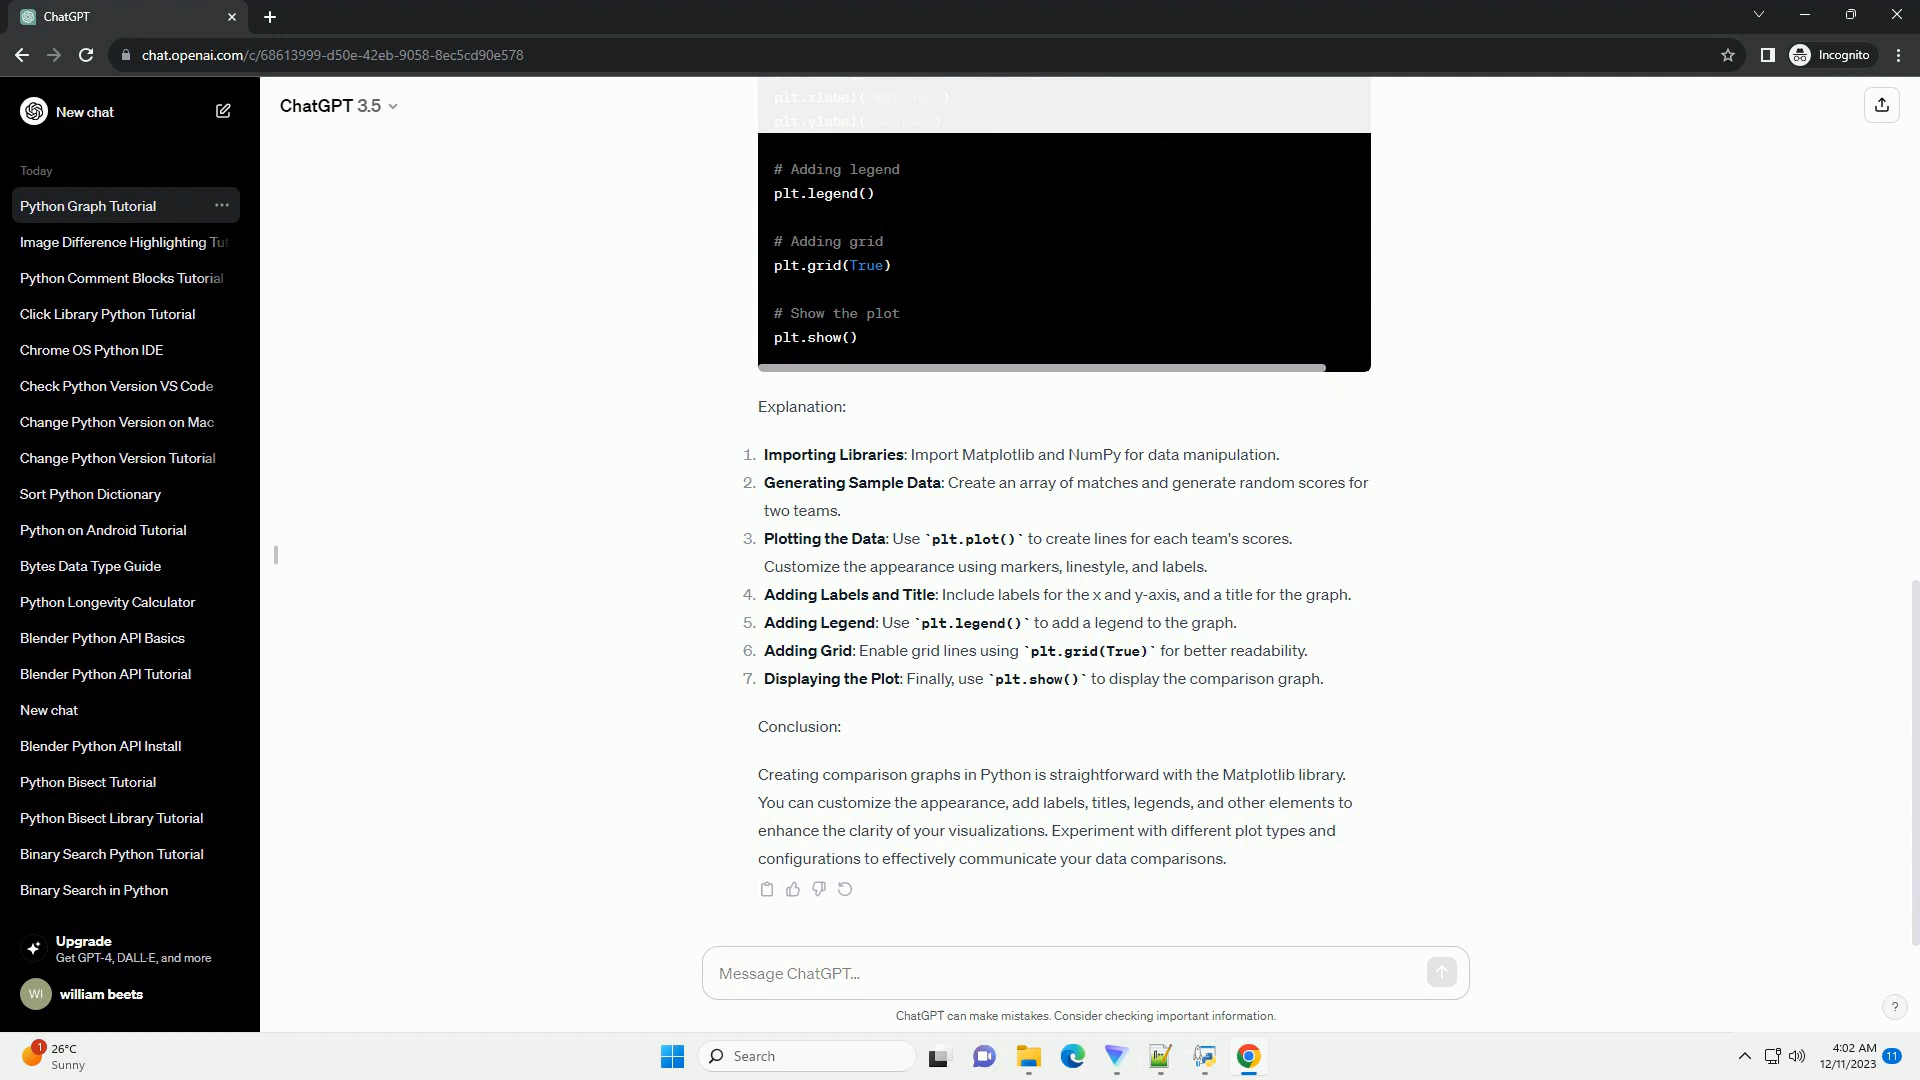 ChatGPT
chat.openai.com/c/68613999-d50e-42eb-9058-8ec5cd90e578
Incognito
New chat
Today
Python Graph Tutorial
Image Difference Highlighting Tut
Python Comment Blocks Tutorial
Click Library Python Tutorial
Chrome OS Python IDE
Check Python Version VS Code
Change Python Version on Mac
Change Python Version Tutorial
Sort Python Dictionary
Python on Android Tutorial
Bytes Data Type Guide
Python Longevity Calculator
Blender Python API Basics
Blender Python API Tutorial
New chat
Blender Python API Install
Python Bisect Tutorial
Python Bisect Library Tutorial
Binary Search Python Tutorial
Binary Search in Python
Upgrade
Get GPT-4, DALL·E, and more
WI
william beets
ChatGPT 3.5
plt.xlabel(
plt.ylabel(
# Adding legend
plt.legend()
# Adding grid
plt.grid(True)
# Show the plot
plt.show()
Explanation:
1. Importing Libraries: Import Matplotlib and NumPy for data manipulation.
2. Generating Sample Data: Create an array of matches and generate random scores for
two teams.
3. Plotting the Data: Use `plt.plot()` to create lines for each team's scores.
Customize the appearance using markers, linestyle, and labels.
4. Adding Labels and Title: Include labels for the x and y-axis, and a title for the graph.
5. Adding Legend: Use `plt.legend()` to add a legend to the graph.
6. Adding Grid: Enable grid lines using `plt.grid(True)` for better readability.
7. Displaying the Plot: Finally, use `plt.show()` to display the comparison graph.
Conclusion:
Creating comparison graphs in Python is straightforward with the Matplotlib library.
You can customize the appearance, add labels, titles, legends, and other elements to
enhance the clarity of your visualizations. Experiment with different plot types and
configurations to effectively communicate your data comparisons.
Message ChatGPT...
ChatGPT can make mistakes. Consider checking important information.
?
1
26°C
Sunny
Search
4:02 AM
12/11/2023
11